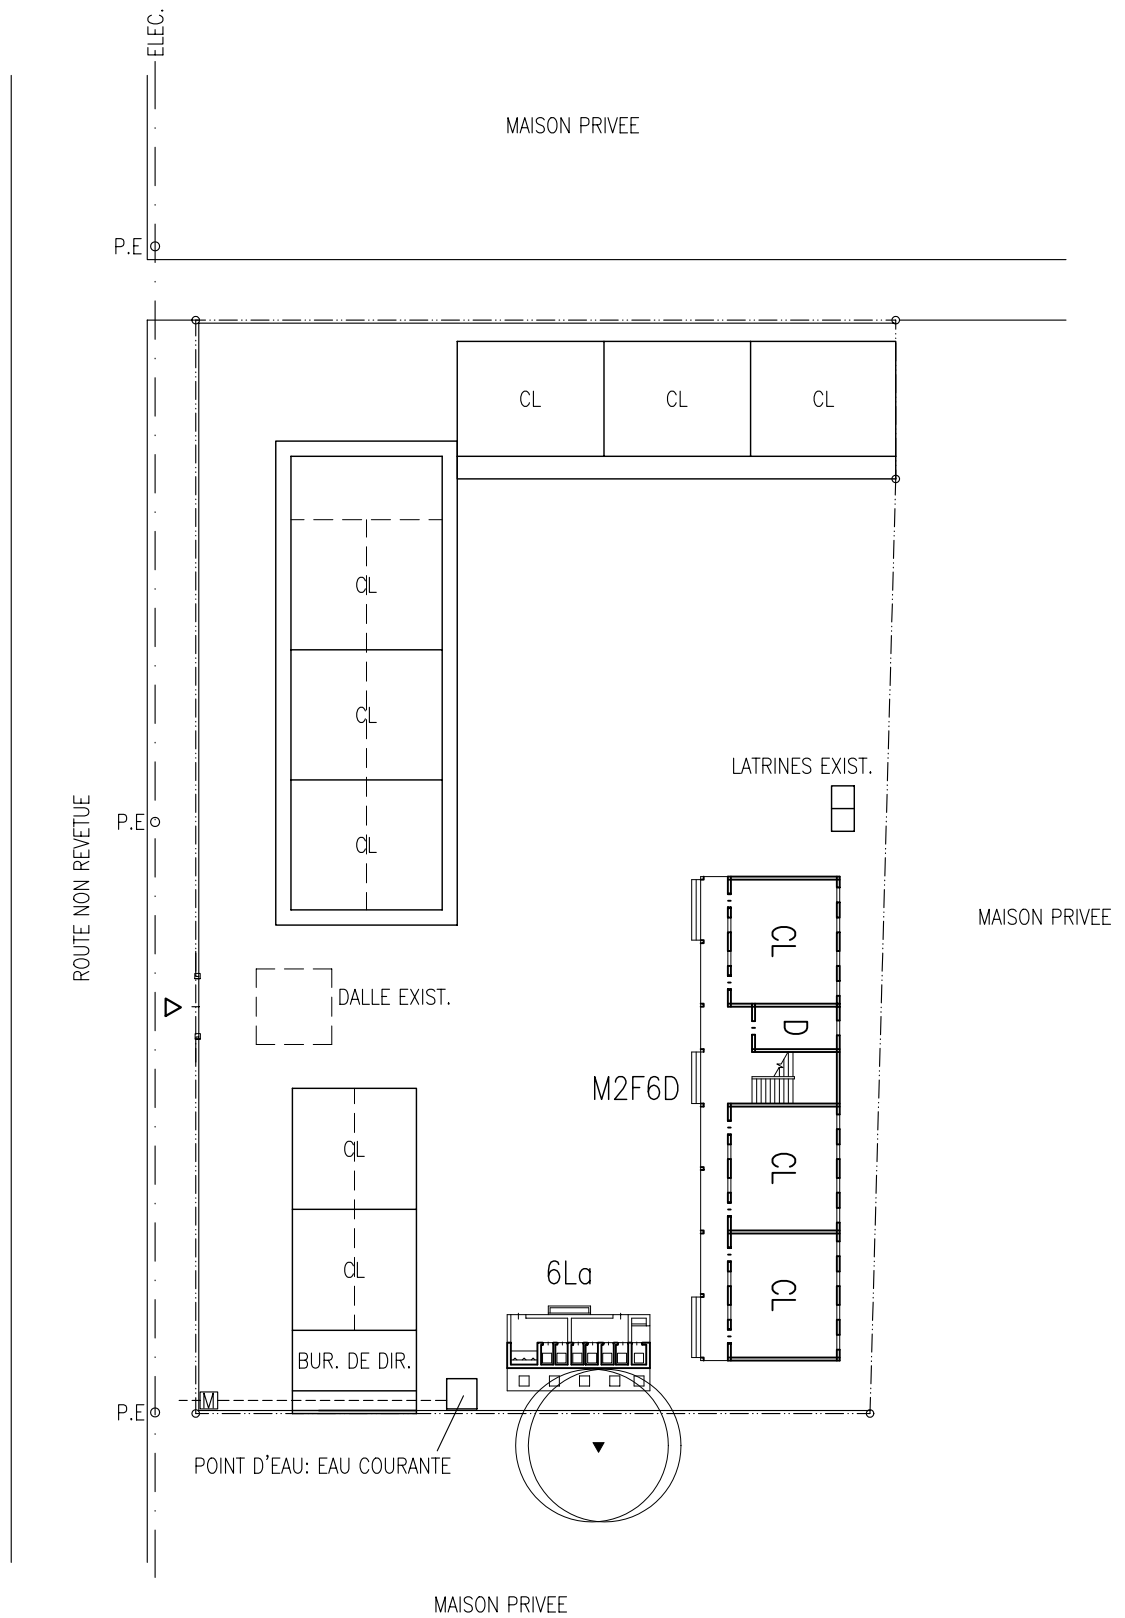 ELEC.
MAISON PRIVEE
P.E
CL
CL
CL
CL
CL
CL
LATRINES EXIST.
ROUTE NON REVETUE
P.E
MAISON PRIVEE
CL
DALLE EXIST.
D
M2F6D
CL
CL
CL
CL
6La
BUR. DE DIR.
M
P.E
POINT D'EAU: EAU COURANTE
MAISON PRIVEE